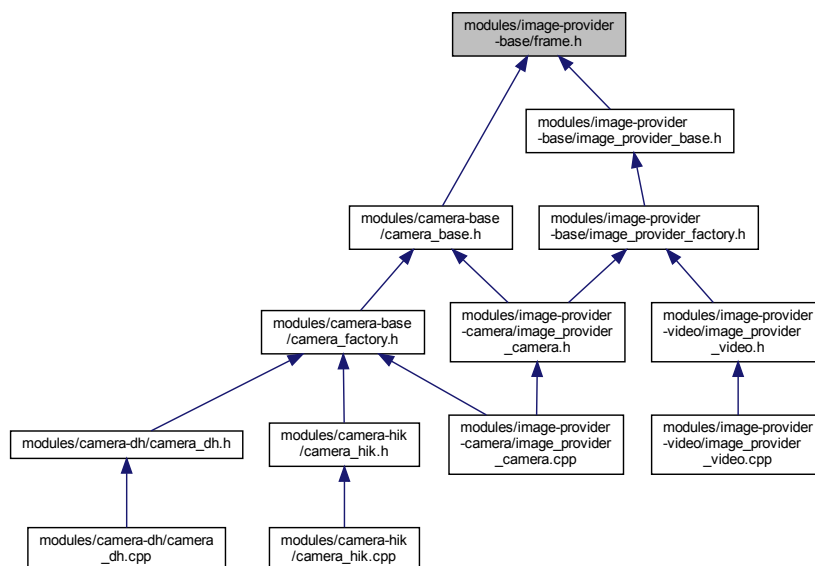 modules/image-provider
-base/frame.h
modules/image-provider
-base/image_provider_base.h
modules/camera-base
/camera_base.h
modules/image-provider
-base/image_provider_factory.h
modules/camera-base
/camera_factory.h
modules/image-provider
-camera/image_provider
_camera.h
modules/image-provider
-video/image_provider
_video.h
modules/camera-dh/camera_dh.h
modules/camera-hik
/camera_hik.h
modules/image-provider
-camera/image_provider
_camera.cpp
modules/image-provider
-video/image_provider
_video.cpp
modules/camera-dh/camera
_dh.cpp
modules/camera-hik
/camera_hik.cpp